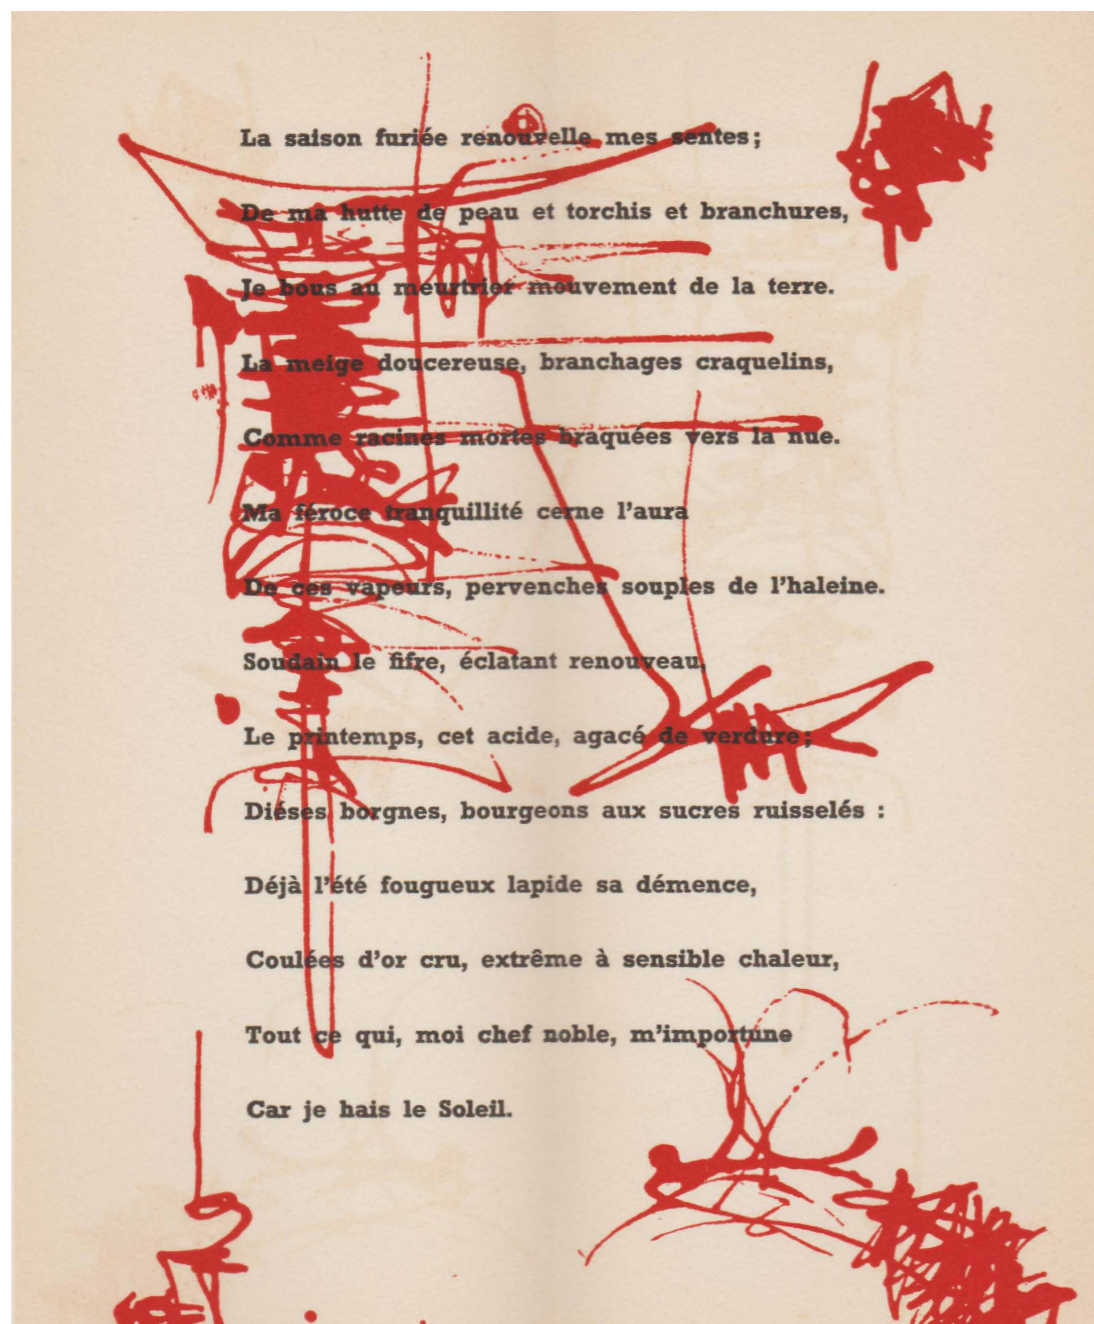 La saison furiée renouvelle mes sentes ;
De ma hutte de peau et torchis et branchures,
Je bous au meurtrier mouvement de la terre.
La meige doucereuse, branchages craquelins,
Comme racines mortes braquées vers la nue.
Ma féroce tranquillité cerne l'aura
De ces vapeurs, pervenches souples de l'haleine.
Soudain le fifre, éclatant renouveau,
Le printemps, cet acide, agacé de verdure ;
Diéses borgnes, bourgeons aux sucres ruisselés :
Déjà l'été fougueux lapide sa démence,
Coulées d'or cru, extrême à sensible chaleur,
Tout ce qui, moi chef noble, m'importune
Car je hais le Soleil.